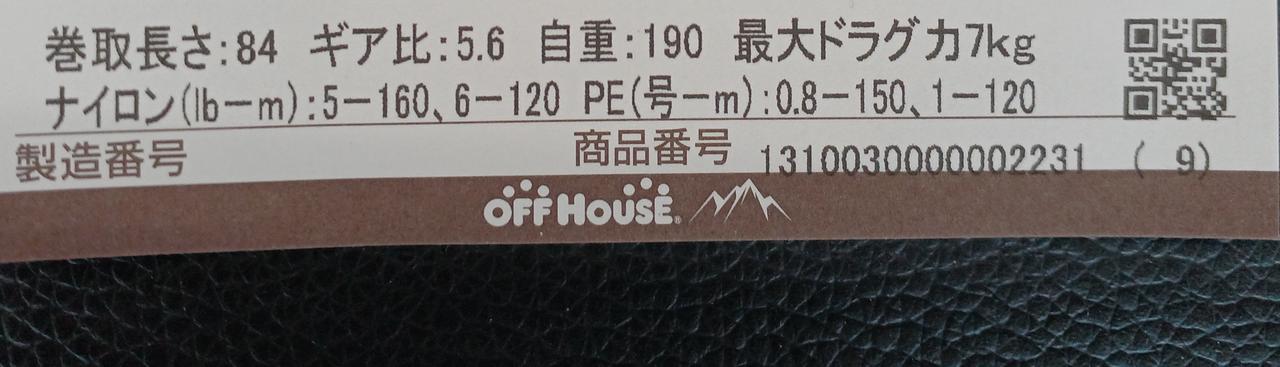 巻取長さ:84 ギア比:5.6 自重:190 最大ドラグ力7kg
ナイロン(lb－m):5－160、6－120 PE(号－m):0.8－150、1－120
製造番号 商品番号 1310030000002231 ( 9)
OFF HOUSE®